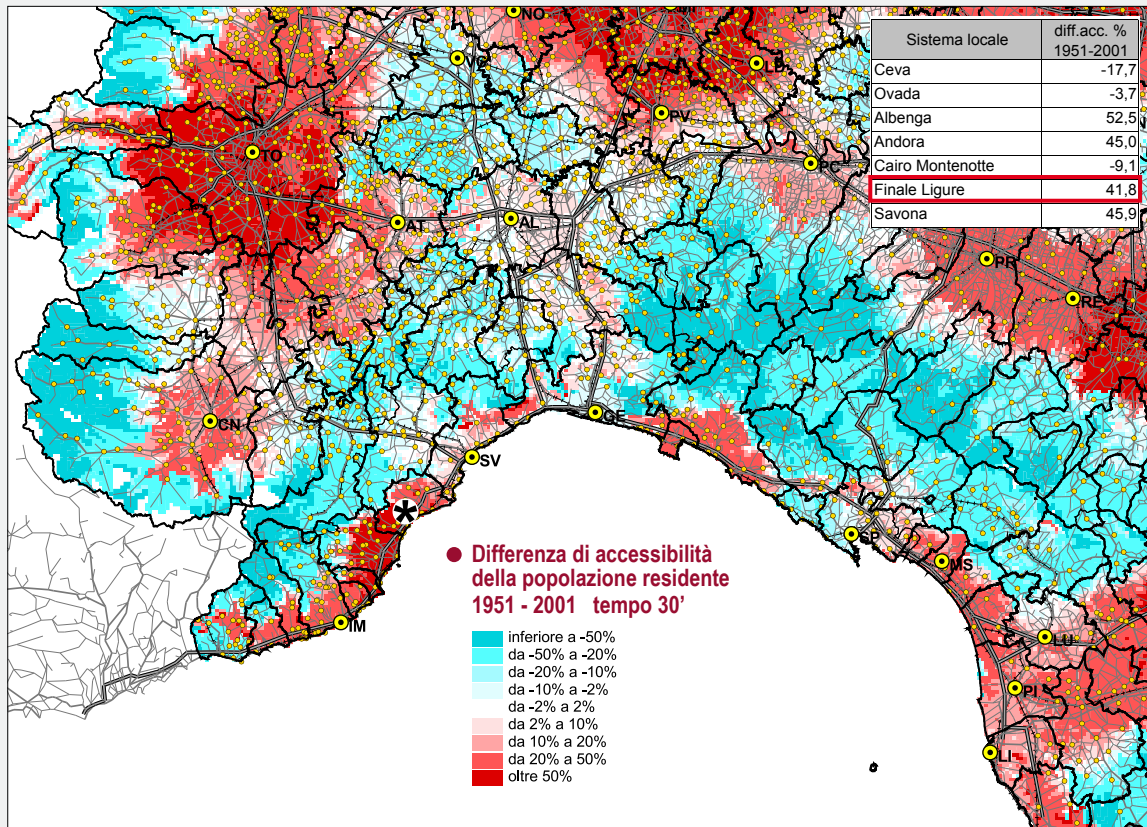 NO
MI
VC
LO
PV
TO
PC
AT
AL
PR
RE
CN
GE
SV
SP
MS
IM
LU
PI
LI
*
Sistema locale diff.acc. % 1951-2001
Ceva -17,7
Ovada -3,7
Albenga 52,5
Andora 45,0
Cairo Montenotte -9,1
Finale Ligure 41,8
Savona 45,9
● Differenza di accessibilità
della popolazione residente
1951 - 2001 tempo 30'
inferiore a -50%
da -50% a -20%
da -20% a -10%
da -10% a -2%
da -2% a 2%
da 2% a 10%
da 10% a 20%
da 20% a 50%
oltre 50%